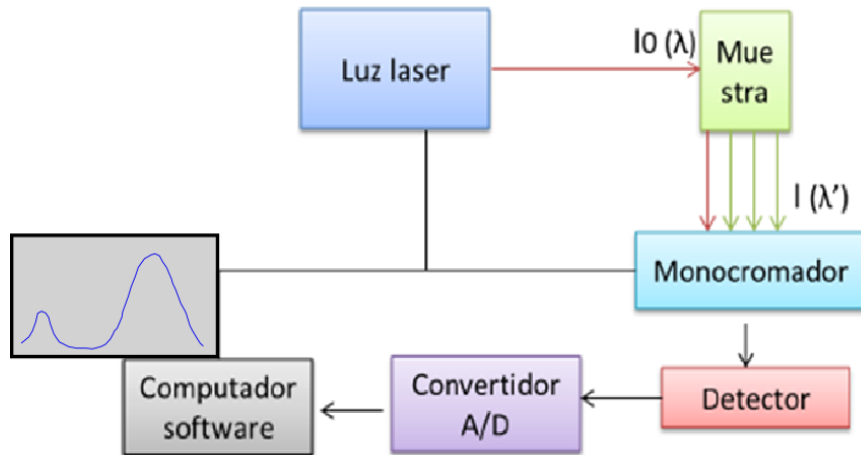 Luz laser
I0 (λ)
Mue
stra
I (λ’)
Monocromador
Detector
Convertidor
A/D
Computador
software